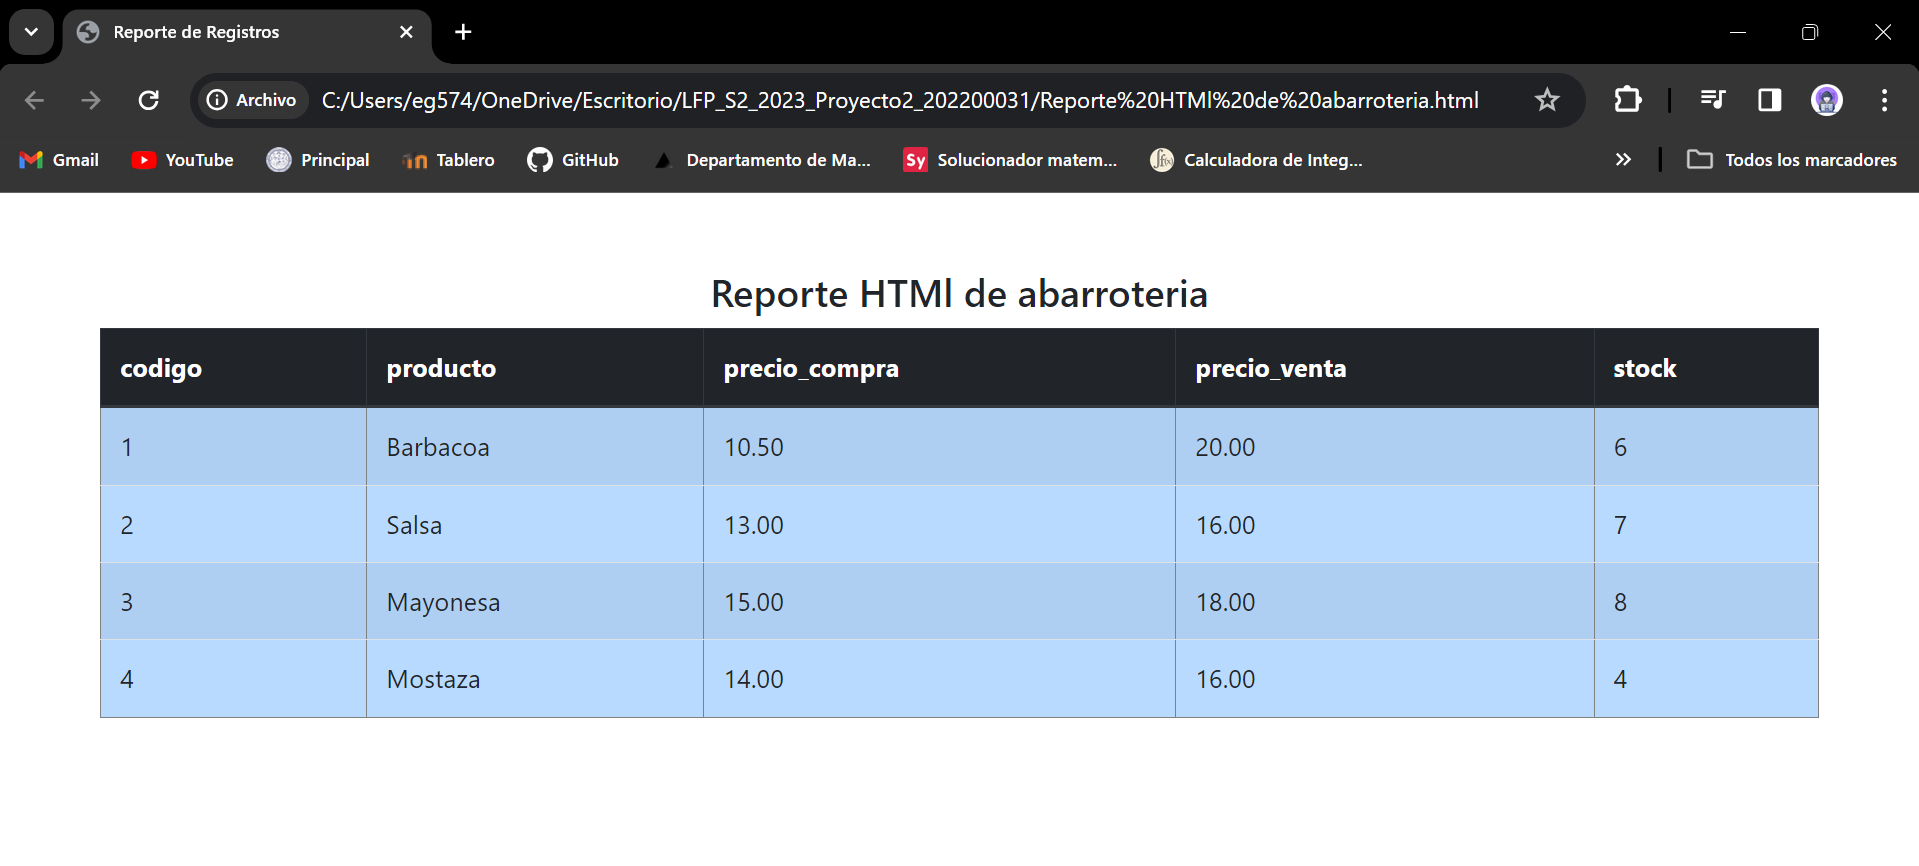 Reporte de Registros
Archivo C:/Users/eg574/OneDrive/Escritorio/LFP_S2_2023_Proyecto2_202200031/Reporte%20HTMl%20de%20abarroteria.html
Gmail YouTube Principal Tablero GitHub Departamento de Ma... Sy Solucionador matem... Calculadora de Integ... » Todos los marcadores
Reporte HTMl de abarroteria
codigo producto precio_compra precio_venta stock
1 Barbacoa 10.50 20.00 6
2 Salsa 13.00 16.00 7
3 Mayonesa 15.00 18.00 8
4 Mostaza 14.00 16.00 4